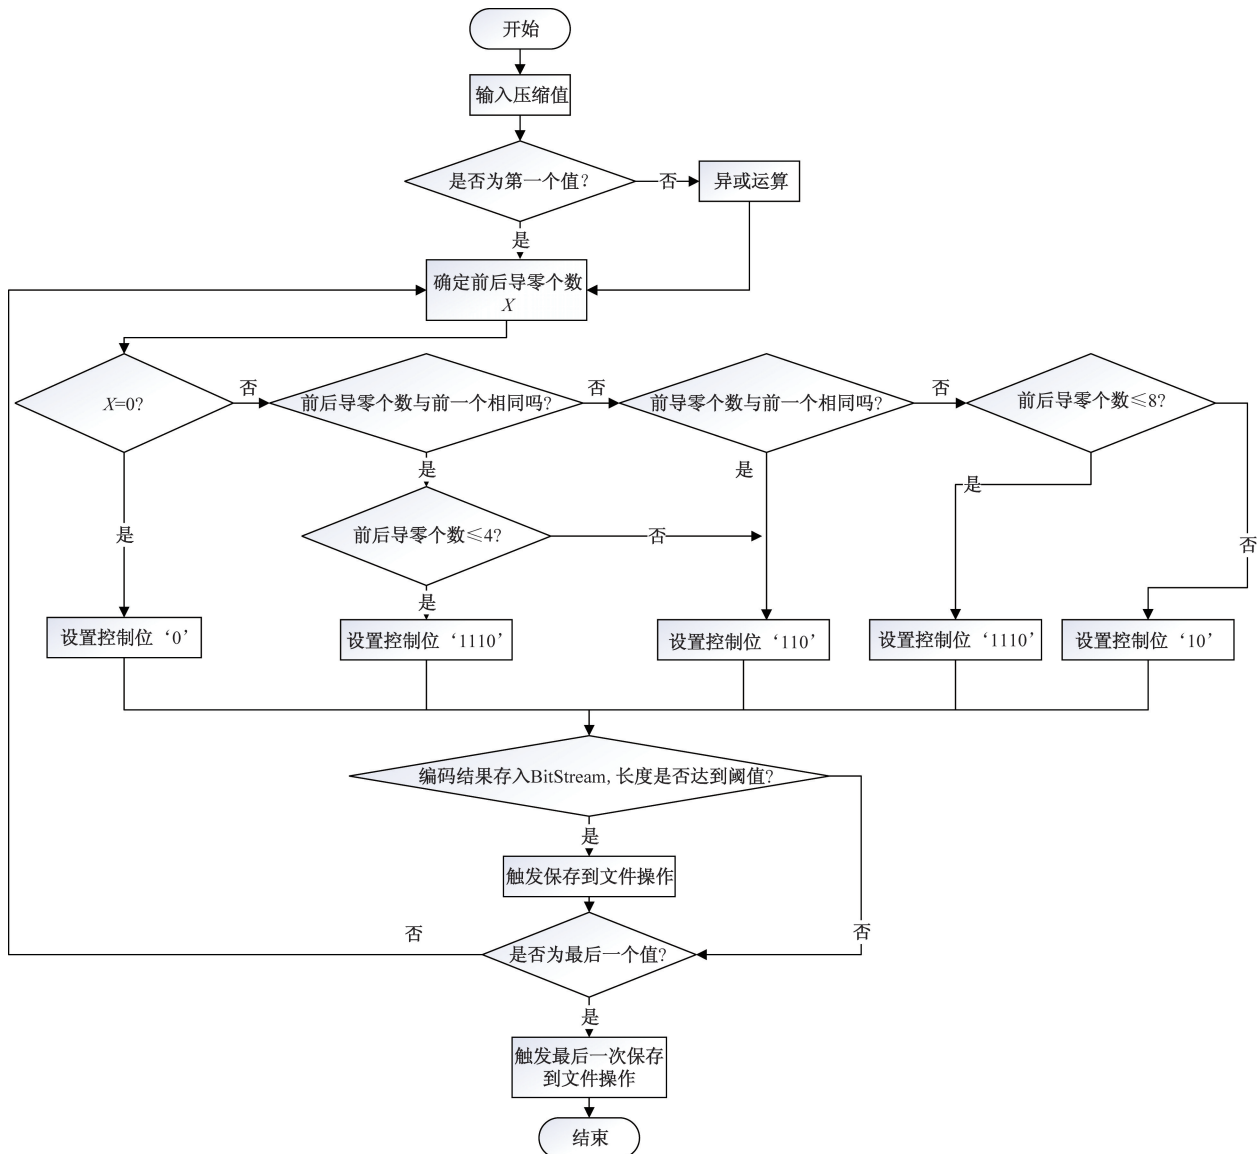 开始
输入压缩值
是否为第一个值?
否
异或运算
是
确定前后导零个数
X
X=0?
否
前后导零个数与前一个相同吗?
否
前导零个数与前一个相同吗?
否
前后导零个数≤8?
是
是
是
否
是
前后导零个数≤4?
否
是
设置控制位‘0’
设置控制位‘1110’
设置控制位‘110’
设置控制位‘1110’
设置控制位‘10’
编码结果存入BitStream, 长度是否达到阈值?
是
触发保存到文件操作
否
否
是否为最后一个值?
是
触发最后一次保存
到文件操作
结束